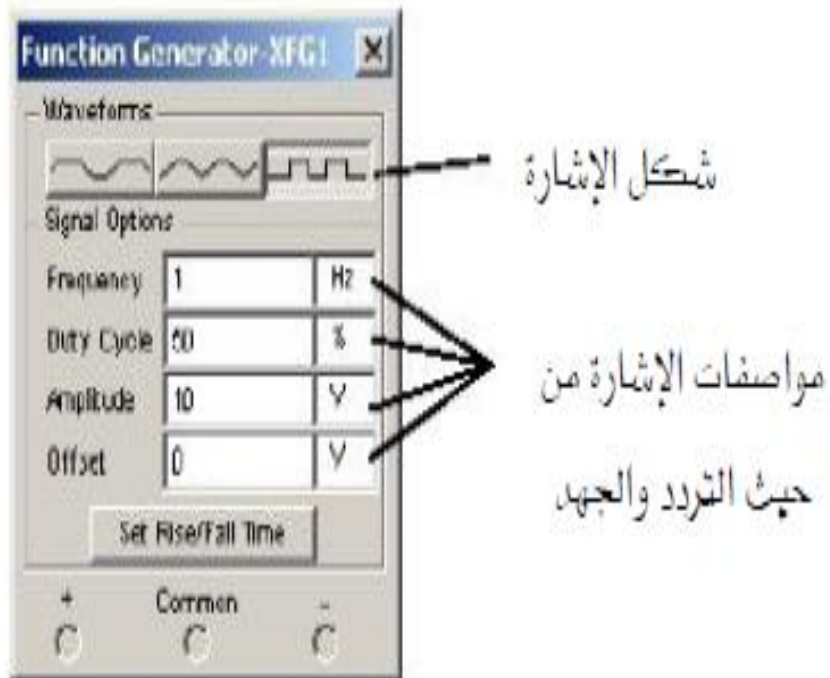 Function Generator-XFG1
Waveforms
شكل الإشارة
Signal Options
Frequency 1 Hz
Duty Cycle 50 %
Amplitude 10 V
Offset 0 V
مواصفات الإشارة من
حيث التردد والجهد
Set Rise/Fall Time
+ Common -